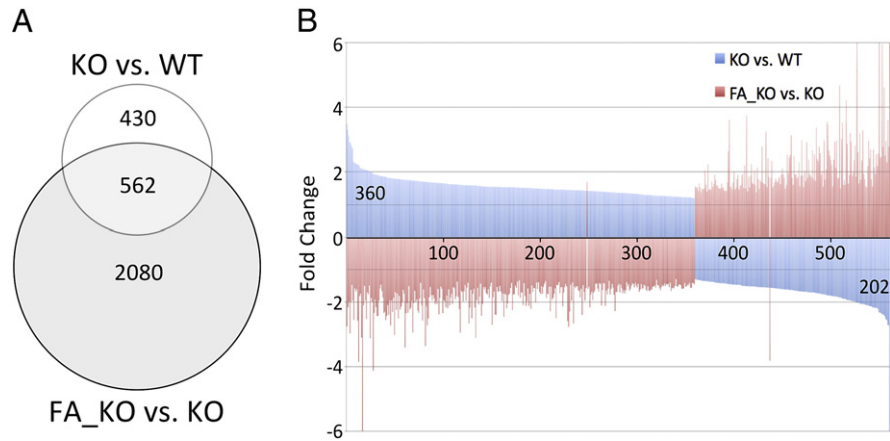 A
KO vs. WT
430
562
2080
FA_KO vs. KO
B
Fold Change
6
4
2
0
-2
-4
-6
KO vs. WT
FA_KO vs. KO
360
100
200
300
400
500
202